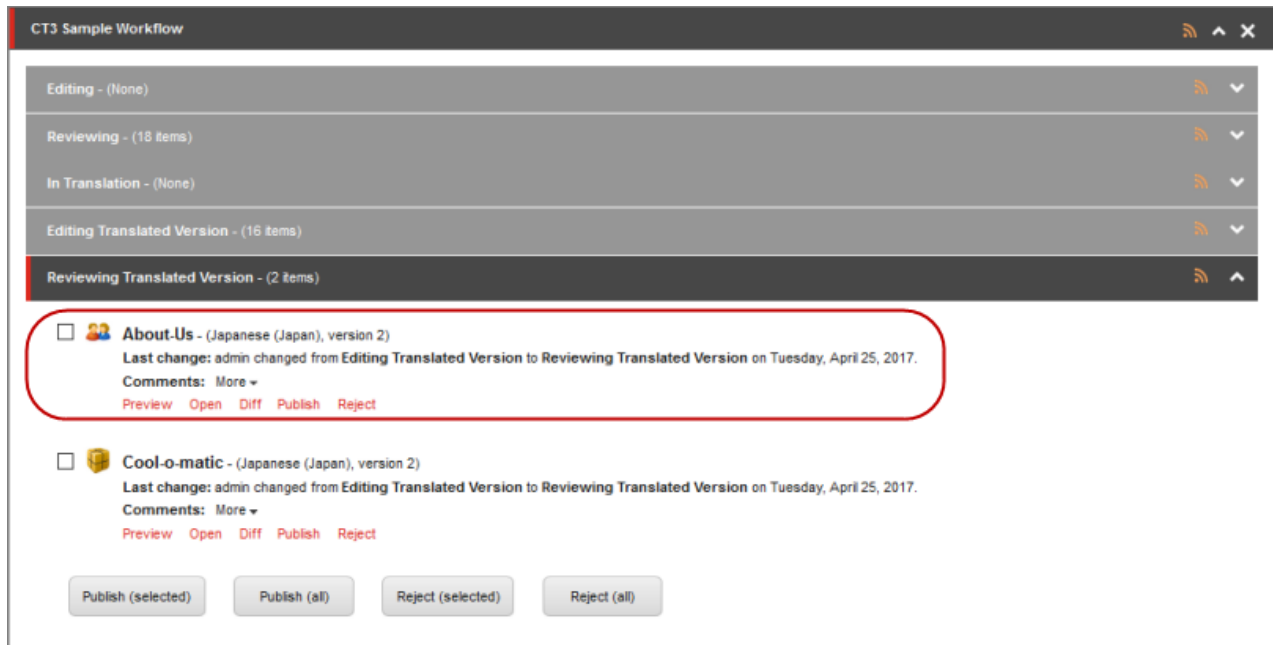 CT3 Sample Workflow
Editing - (None)
Reviewing - (18 items)
In Translation - (None)
Editing Translated Version - (16 items)
Reviewing Translated Version - (2 items)
About-Us - (Japanese (Japan), version 2)
Last change: admin changed from Editing Translated Version to Reviewing Translated Version on Tuesday, April 25, 2017.
Comments: More
Preview Open Diff Publish Reject
Cool-o-matic - (Japanese (Japan), version 2)
Last change: admin changed from Editing Translated Version to Reviewing Translated Version on Tuesday, April 25, 2017.
Comments: More
Preview Open Diff Publish Reject
Publish (selected) Publish (all) Reject (selected) Reject (all)